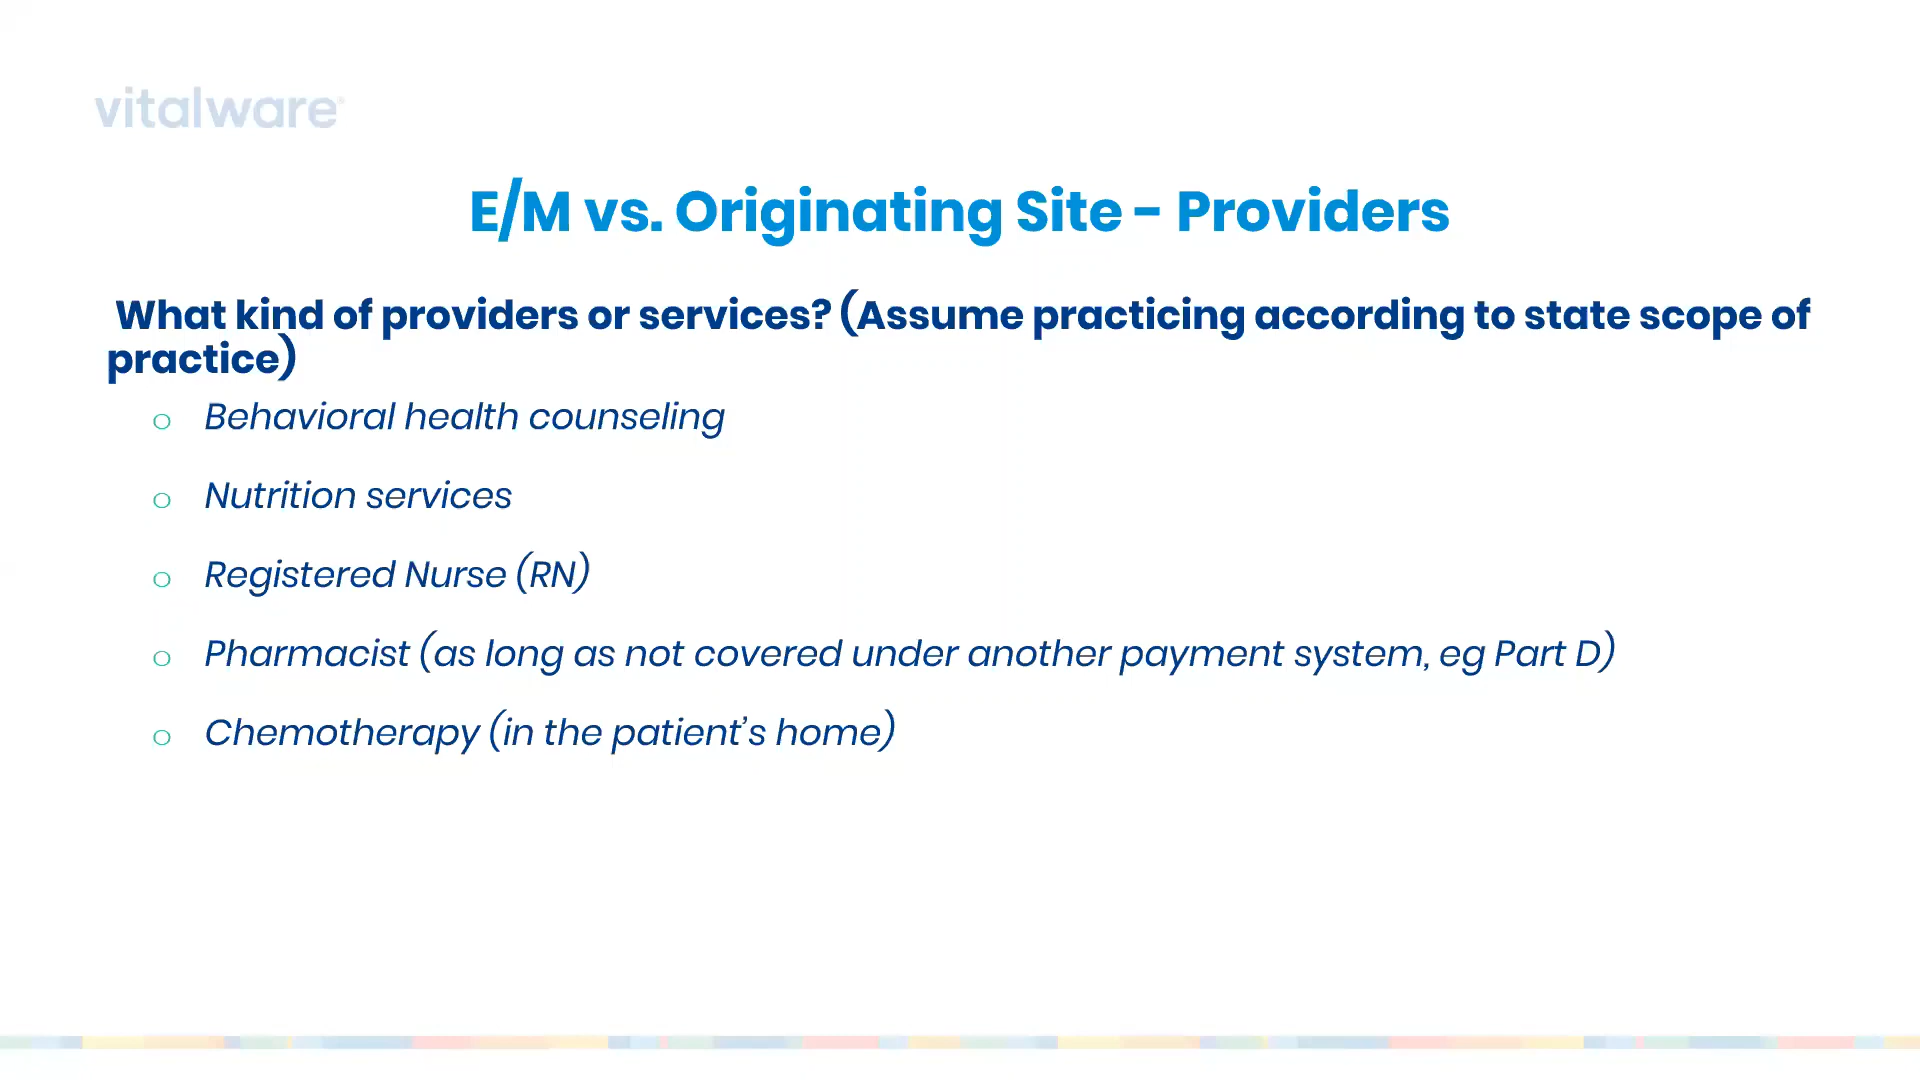 vitalware®
E/M vs. Originating Site - Providers
What kind of providers or services? (Assume practicing according to state scope of
practice)
o Behavioral health counseling
o Nutrition services
o Registered Nurse (RN)
o Pharmacist (as long as not covered under another payment system, eg Part D)
o Chemotherapy (in the patient’s home)